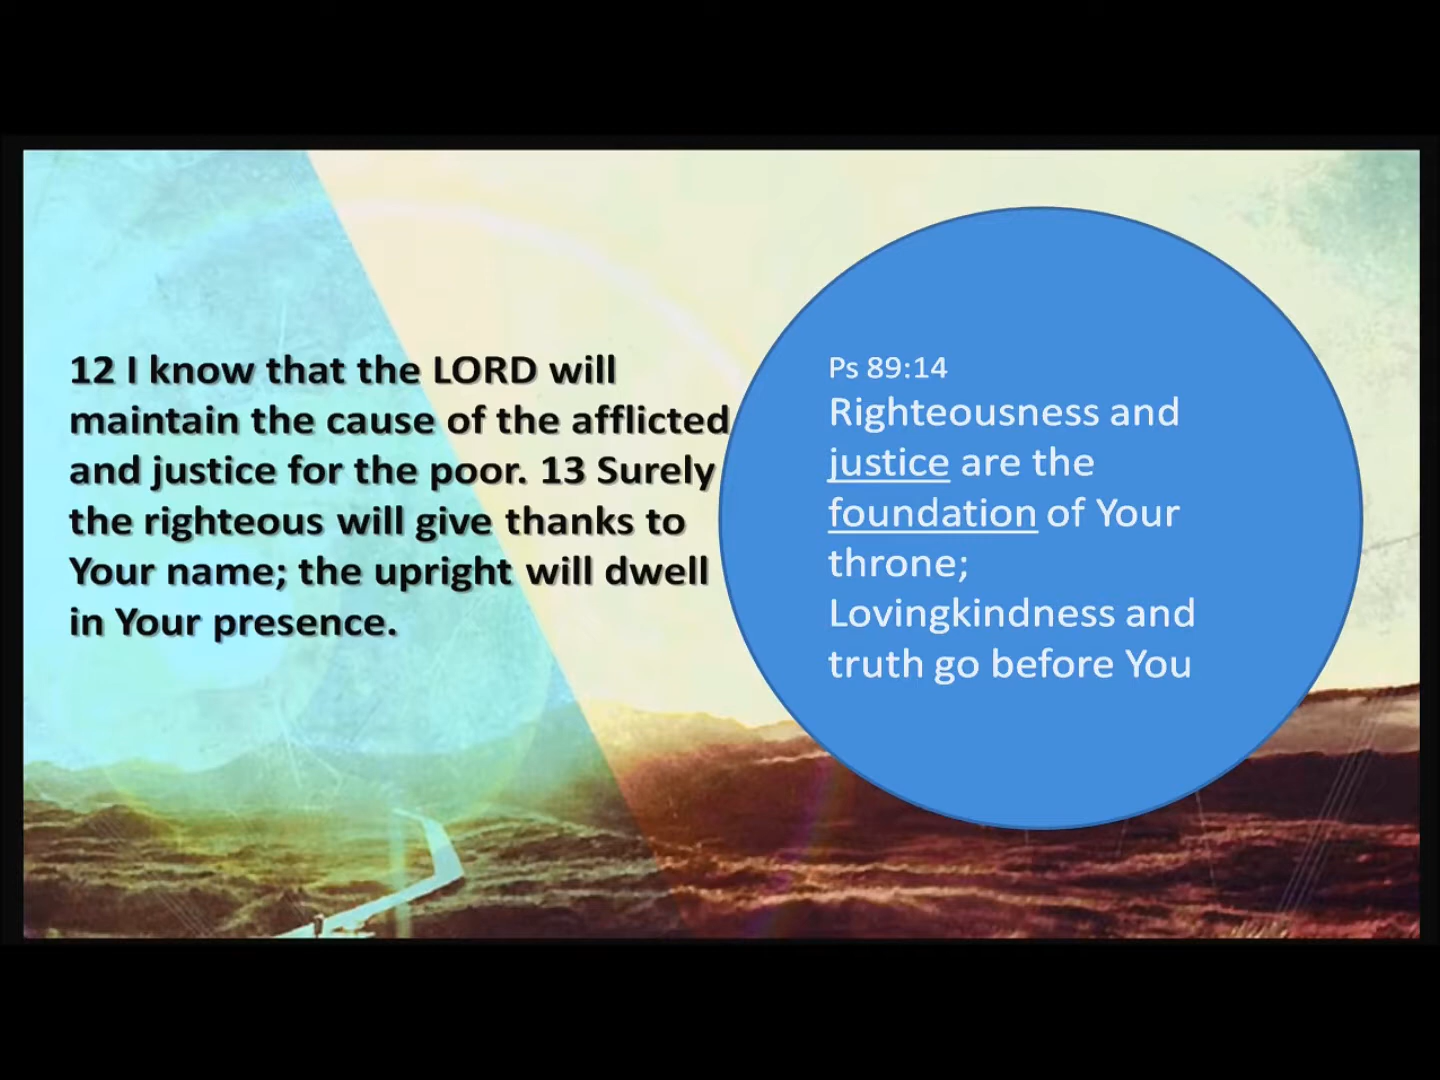 12 I know that the LORD will
maintain the cause of the afflicted
and justice for the poor. 13 Surely
the righteous will give thanks to
Your name; the upright will dwell
in Your presence.
Ps 89:14
Righteousness and
justice are the
foundation of Your
throne;
Lovingkindness and
truth go before You